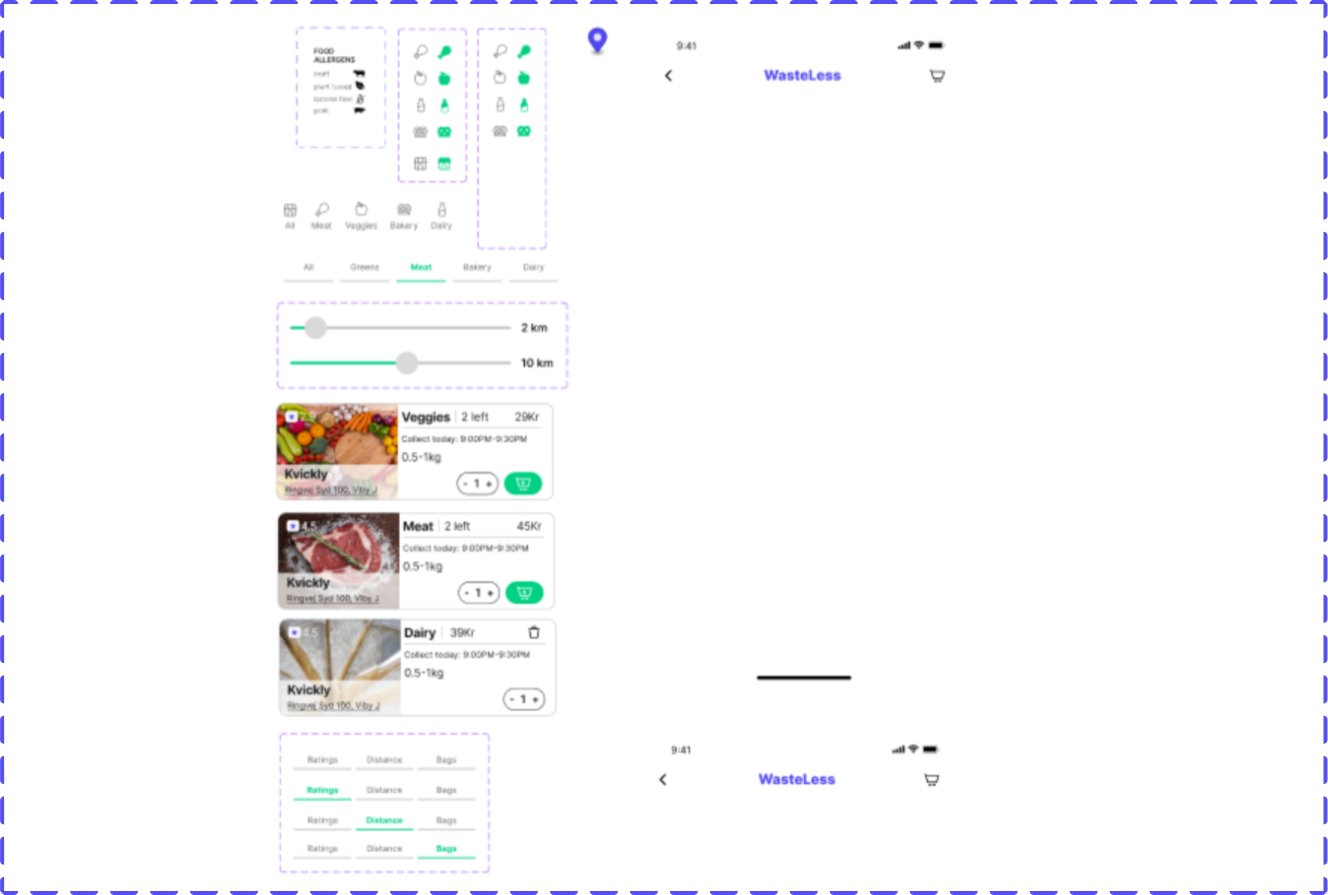 FOOD
ALLERGENS
plant based
lactose free
pork
All Meat Veggies Bakery Dairy
All Greens Meat Bakery Dairy
2 km
10 km
Veggies 2 left 29Kr
Collect today: 9:00PM-9:30PM
0.5-1kg
Kvickly
Ringvej Syd 100, Viby J
- 1 +
4.5
Meat 2 left 45Kr
Collect today: 9:00PM-9:30PM
0.5-1kg
Kvickly
Ringvej Syd 100, Viby J
- 1 +
4.5
Dairy 39Kr
Collect today: 9:00PM-9:30PM
0.5-1kg
Kvickly
Ringvej Syd 100, Viby J
- 1 +
Ratings Distance Bags
Ratings Distance Bags
Ratings Distance Bags
Ratings Distance Bags
9:41
WasteLess
9:41
WasteLess